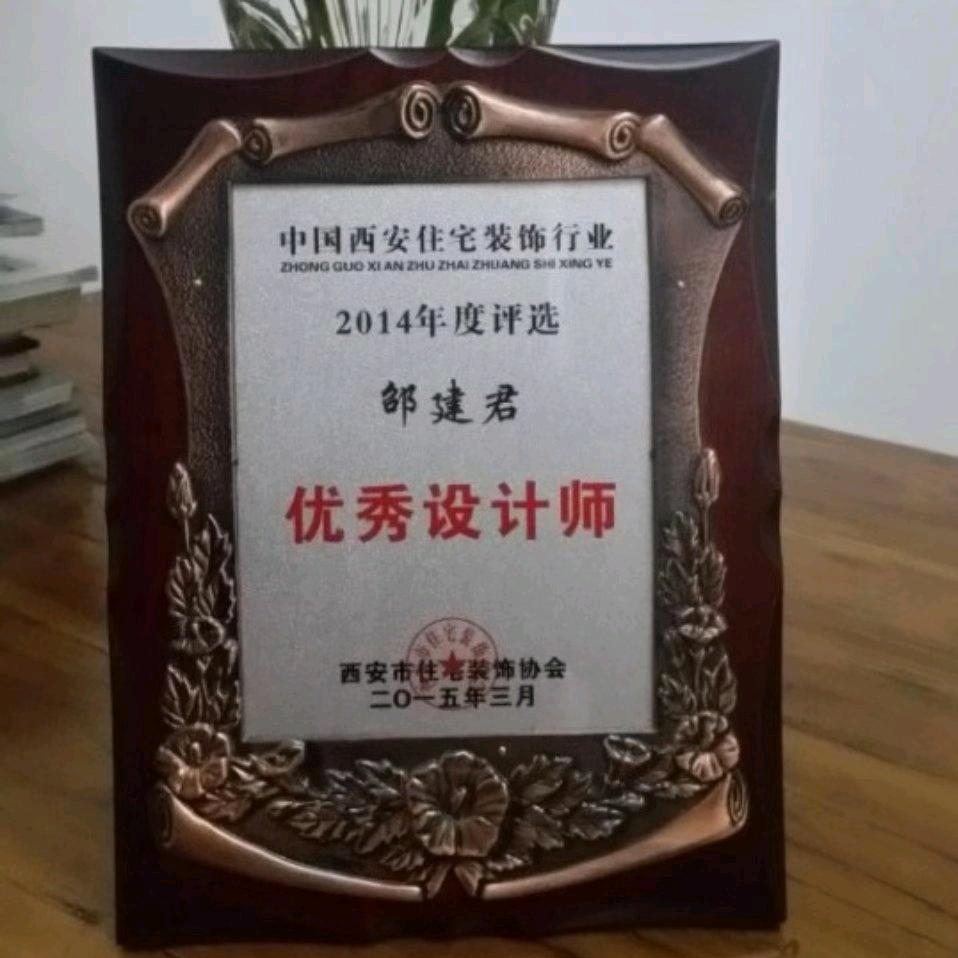 中国西安住宅装饰行业
ZHONG GUO XI AN ZHU ZHAI ZHUANG SHI XING YE
2014年度评选
邵建君
优秀设计师
西安市住宅装饰协会
二〇一五年三月